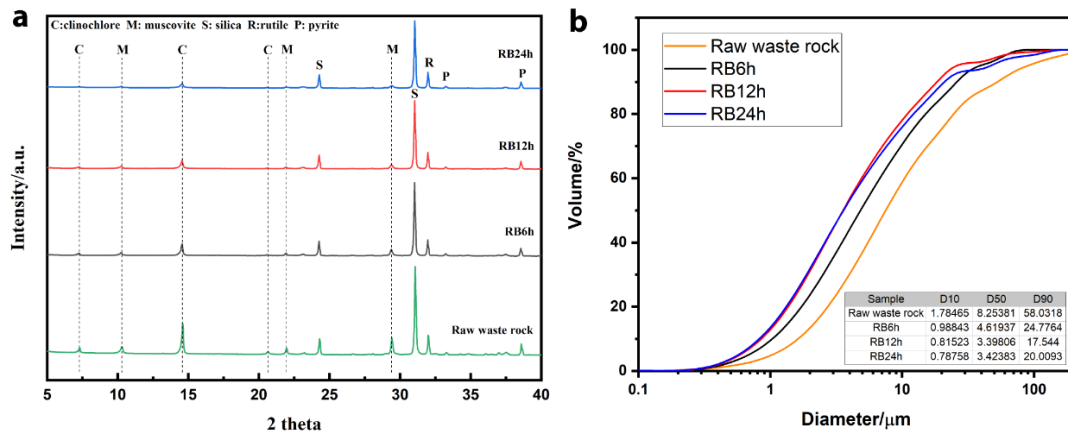 a
C:clinochlore M: muscovite S: silica R:rutile P: pyrite
C M C C M M
RB24h
S R P P
S
RB12h
RB6h
Raw waste rock
Intensity/a.u.
5 10 15 20 25 30 35 40
2 theta
b
Raw waste rock
RB6h
RB12h
RB24h
Volume/%
100
80
60
40
20
0
Sample D10 D50 D90
Raw waste rock 1.78465 8.25381 58.0318
RB6h 0.98843 4.61937 24.7764
RB12h 0.81523 3.39806 17.544
RB24h 0.78758 3.42383 20.0093
0.1 1 10 100
Diameter/μm